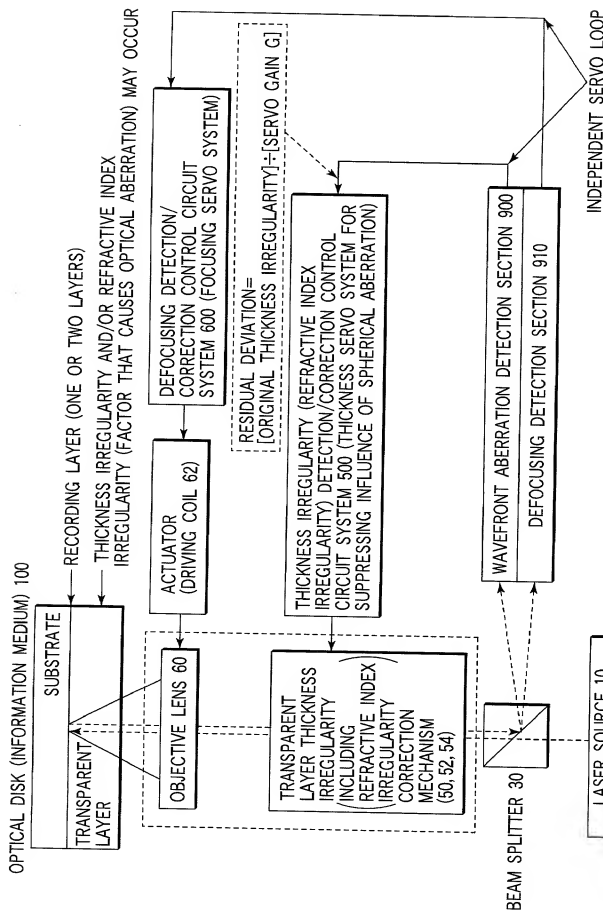 OPTICAL DISK (INFORMATION MEDIUM) 100
SUBSTRATE
TRANSPARENT
LAYER
RECORDING LAYER (ONE OR TWO LAYERS)
THICKNESS IRREGULARITY AND/OR REFRACTIVE INDEX
IRREGULARITY (FACTOR THAT CAUSES OPTICAL ABERRATION) MAY OCCUR
OBJECTIVE LENS 60
ACTUATOR
(DRIVING COIL 62)
DEFOCUSING DETECTION/
CORRECTION CONTROL CIRCUIT
SYSTEM 600 (FOCUSING SERVO SYSTEM)
RESIDUAL DEVIATION=
[ORIGINAL THICKNESS IRREGULARITY]÷[SERVO GAIN G]
TRANSPARENT
LAYER THICKNESS
IRREGULARITY
(INCLUDING
REFRACTIVE INDEX
IRREGULARITY)
CORRECTION
MECHANISM
(50, 52, 54)
THICKNESS IRREGULARITY (REFRACTIVE INDEX
IRREGULARITY) DETECTION/CORRECTION CONTROL
CIRCUIT SYSTEM 500 (THICKNESS SERVO SYSTEM FOR
SUPPRESSING INFLUENCE OF SPHERICAL ABERRATION)
BEAM SPLITTER 30
WAVEFRONT ABERRATION DETECTION SECTION 900
DEFOCUSING DETECTION SECTION 910
LASER SOURCE 10
INDEPENDENT SERVO LOOP